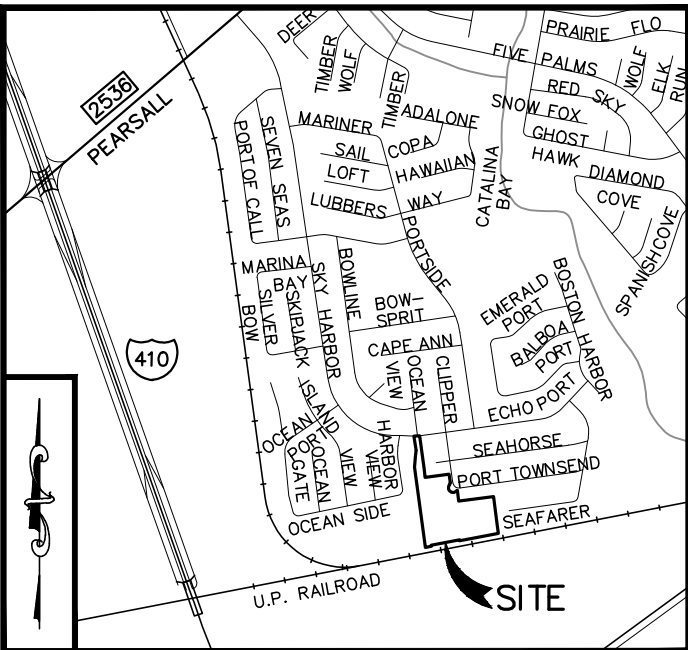 DEER
TIMBER
WOLF
TIMBER
PRAIRIE FLO
FIVE PALMS
WOLF
ELK
RUN
RED SKY
SNOW FOX
GHOST
HAWK
DIAMOND
COVE
SPANISH COVE
2536
PEARSALL
MARINER
ADALONE
SAIL
LOFT
COPA
HAWAIIAN
LUBBERS WAY
CATALINA
BAY
PORT OF CALL
SEVEN SEAS
PORTSIDE
MARINA
BAY
SILVER
SKIPJACK
SKY HARBOR
BOWLINE
BOW
BOW-
SPRIT
CAPE ANN
EMERALD
PORT
BOSTON HARBOR
BALBOA
PORT
410
VIEW
OCEAN
CLIPPER
ECHO PORT
ISLAND
OCEAN
PORT
GATE
OCEAN
VIEW
VIEW
HARBOR
SEAHORSE
PORT TOWNSEND
OCEAN SIDE
SEAFARER
U.P. RAILROAD
SITE